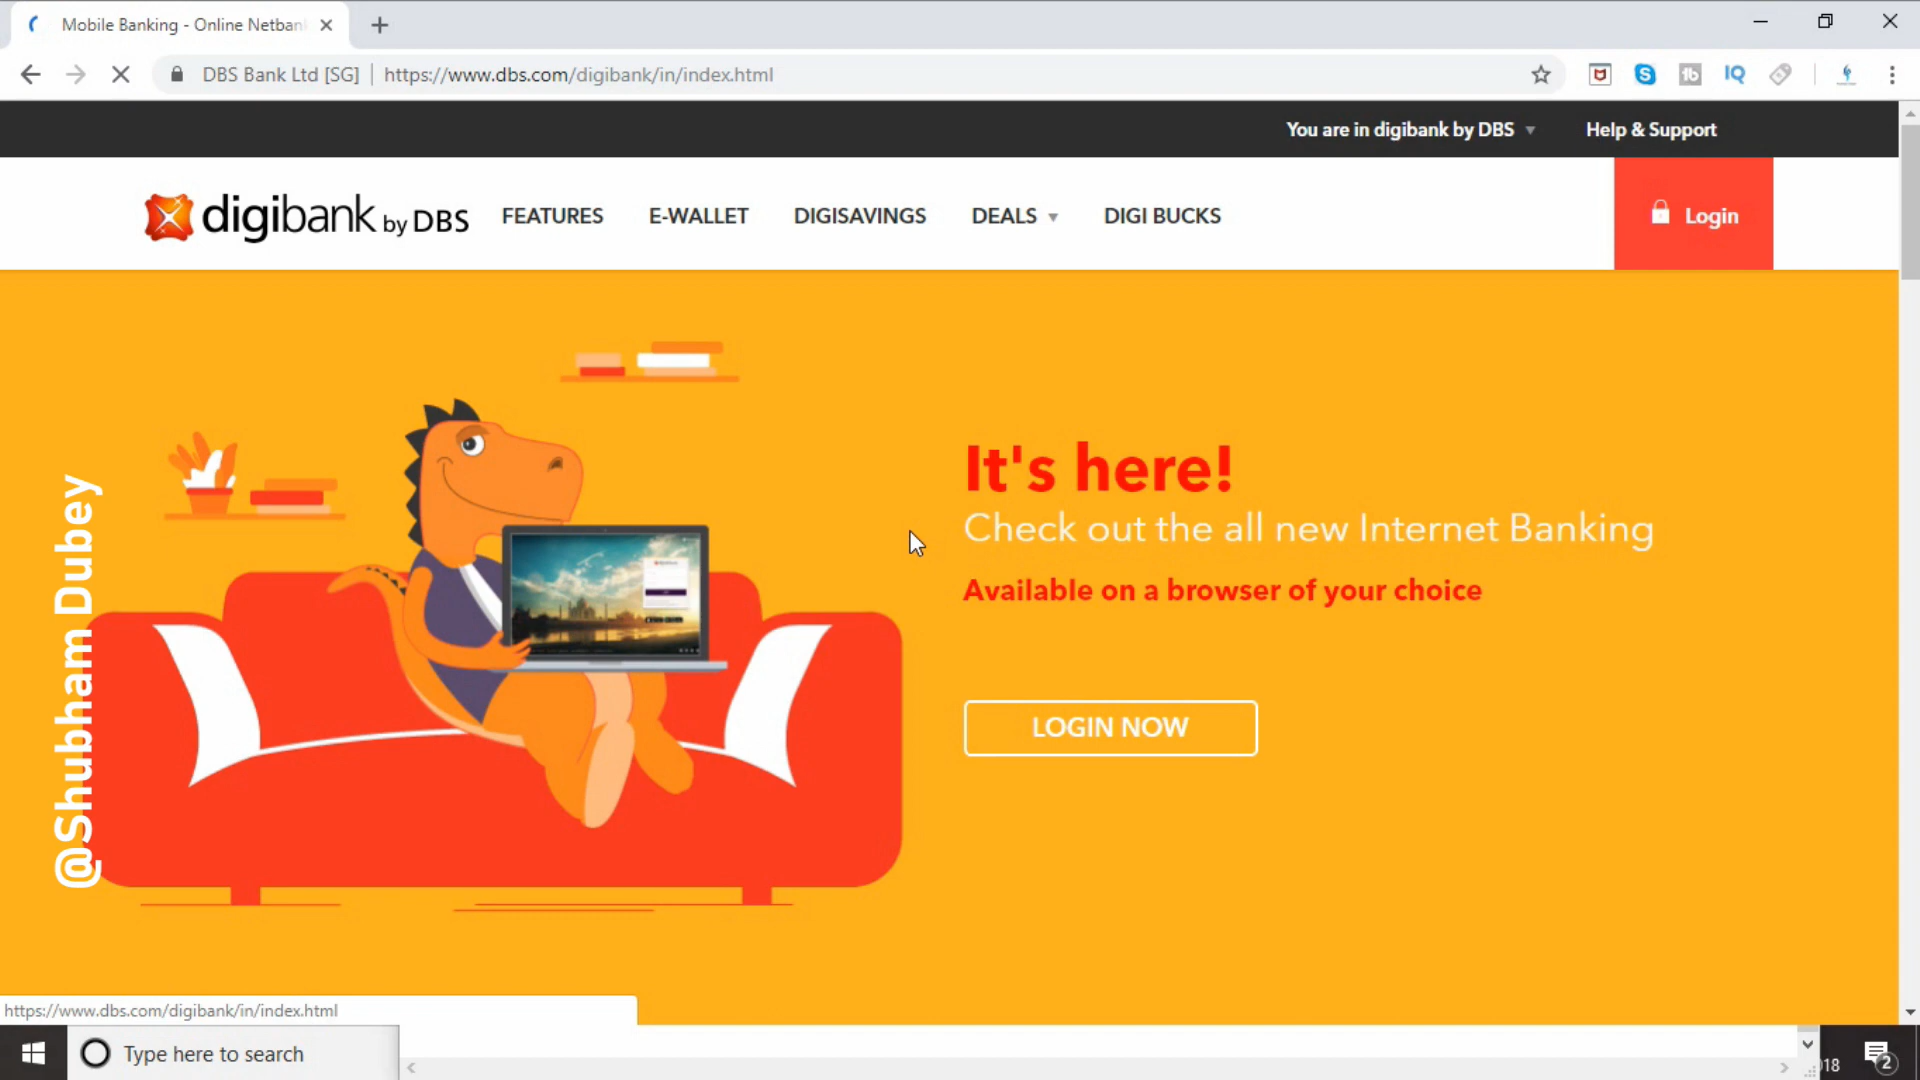 Mobile Banking - Online Netban
DBS Bank Ltd [SG]
https://www.dbs.com/digibank/in/index.html
You are in digibank by DBS
Help & Support
digibank by DBS
FEATURES
E-WALLET
DIGISAVINGS
DEALS
DIGI BUCKS
Login
It's here!
Check out the all new Internet Banking
Available on a browser of your choice
LOGIN NOW
@Shubham Dubey
https://www.dbs.com/digibank/in/index.html
Type here to search
18
2